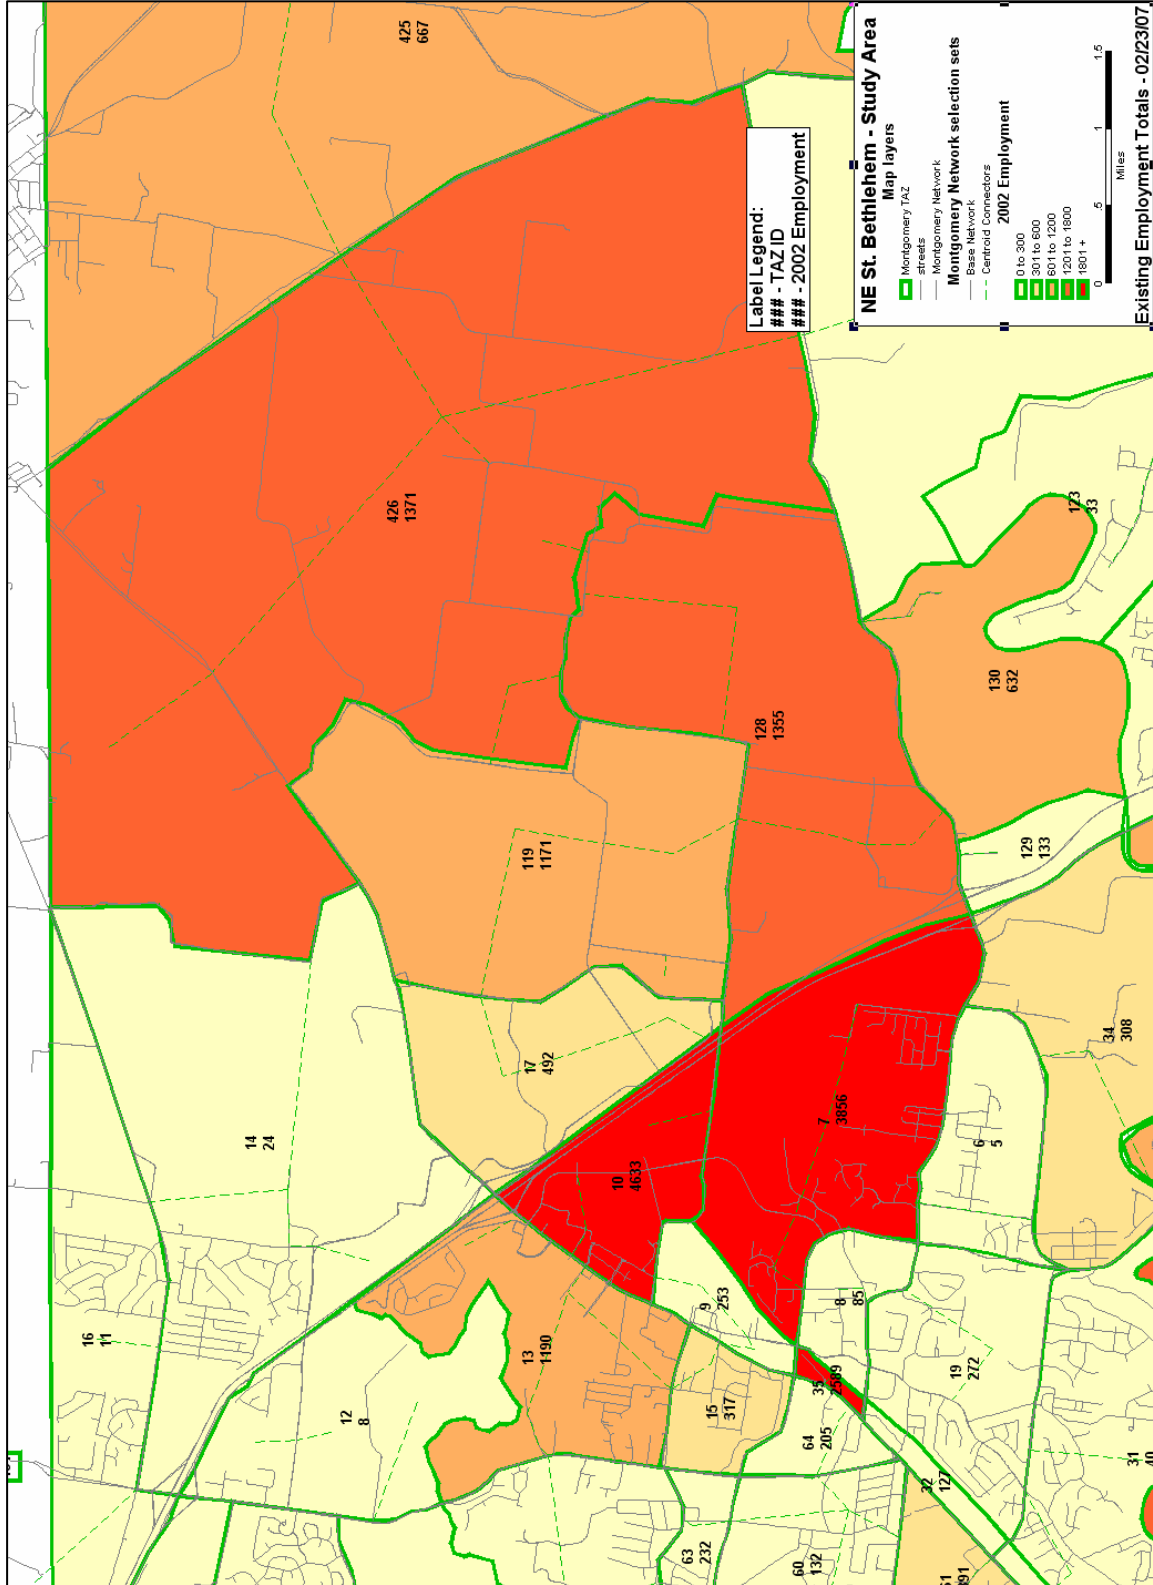 425
667
426
1371
119
1171
128
1355
130
632
123
33
129
133
14
24
17
492
10
4633
7
3856
6
5
34
308
16
11
12
8
13
1190
9
253
8
85
15
317
35
2589
19
272
64
205
32
127
31
40
63
232
60
132
Label Legend:
### - TAZ ID
### - 2002 Employment
NE St. Bethlehem - Study Area
Map layers
Montgomery TAZ
streets
Montgomery Network
Montgomery Network selection sets
Base Network
Centroid Connectors
2002 Employment
0 to 300
301 to 600
601 to 1200
1201 to 1800
1801 +
0 .5 1 1.5
Miles
Existing Employment Totals - 02/23/07